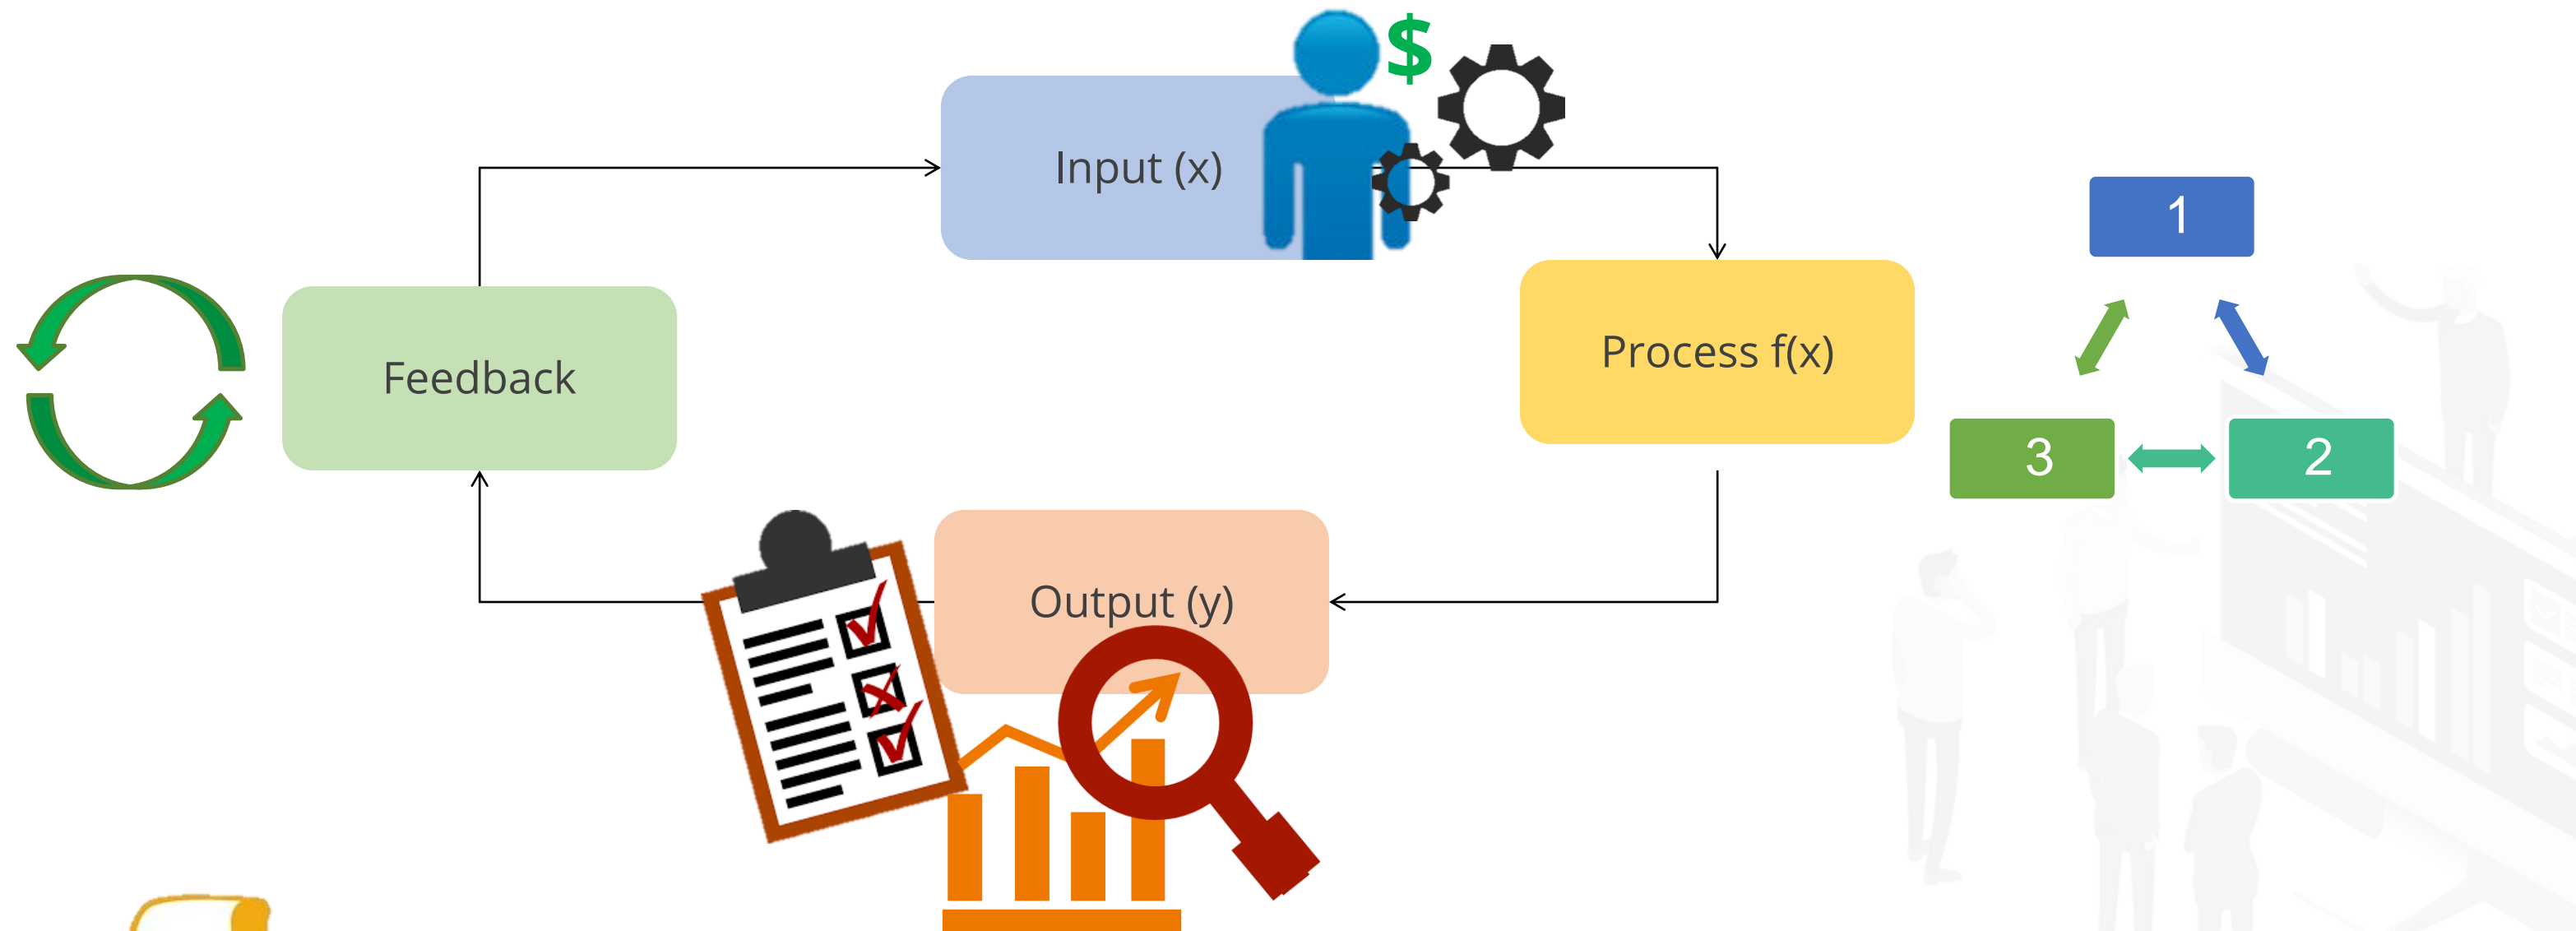 $
Input (x)
1
Process f(x)
Feedback
3
2
Output (y)